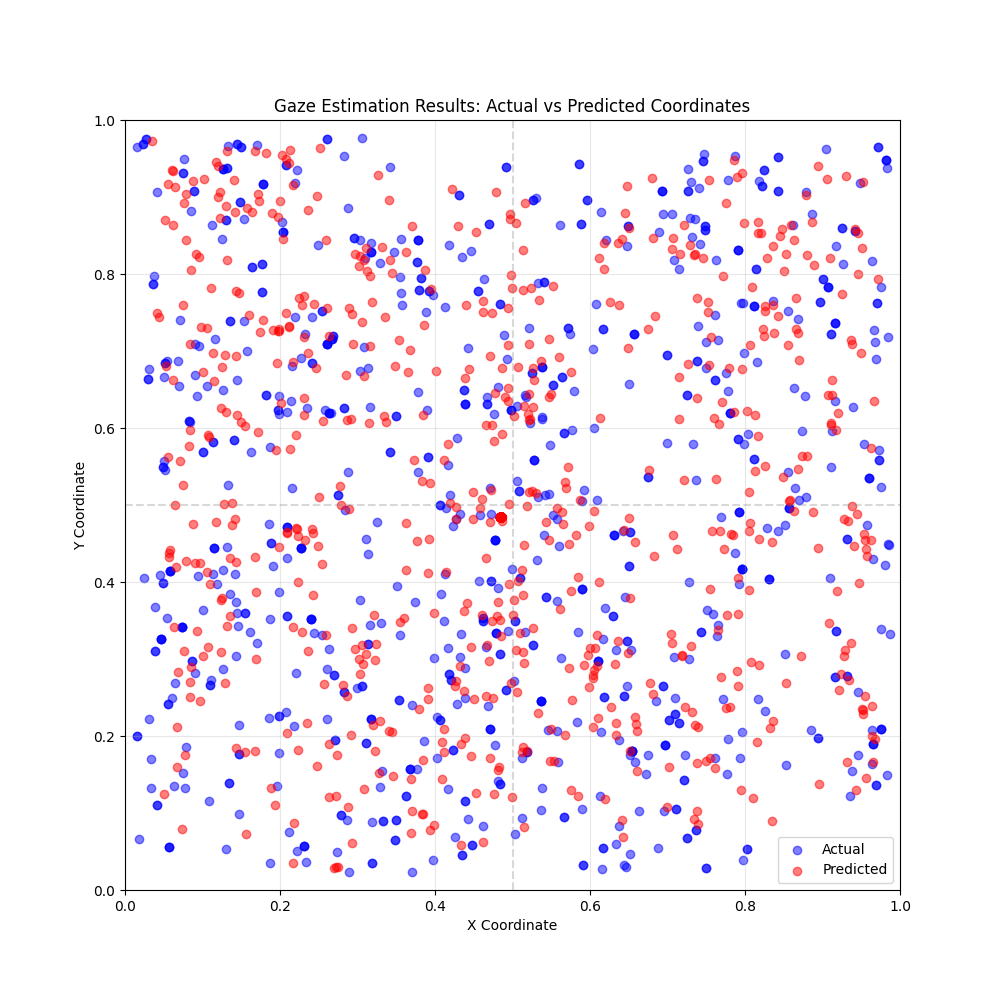 Gaze Estimation Results: Actual vs Predicted Coordinates
1.0
0.8
0.6
0.4
0.2
0.0
Y Coordinate
0.0 0.2 0.4 0.6 0.8 1.0
X Coordinate
Actual
Predicted